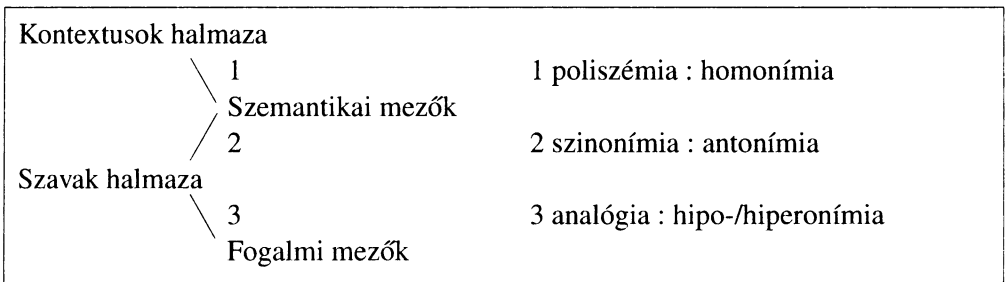 Kontextusok halmaza
1 1 poliszémia : homonímia
Szemantikai mezők
2 2 szinonímia : antonímia
Szavak halmaza
3 3 analógia : hipo-/hiperonímia
Fogalmi mezők